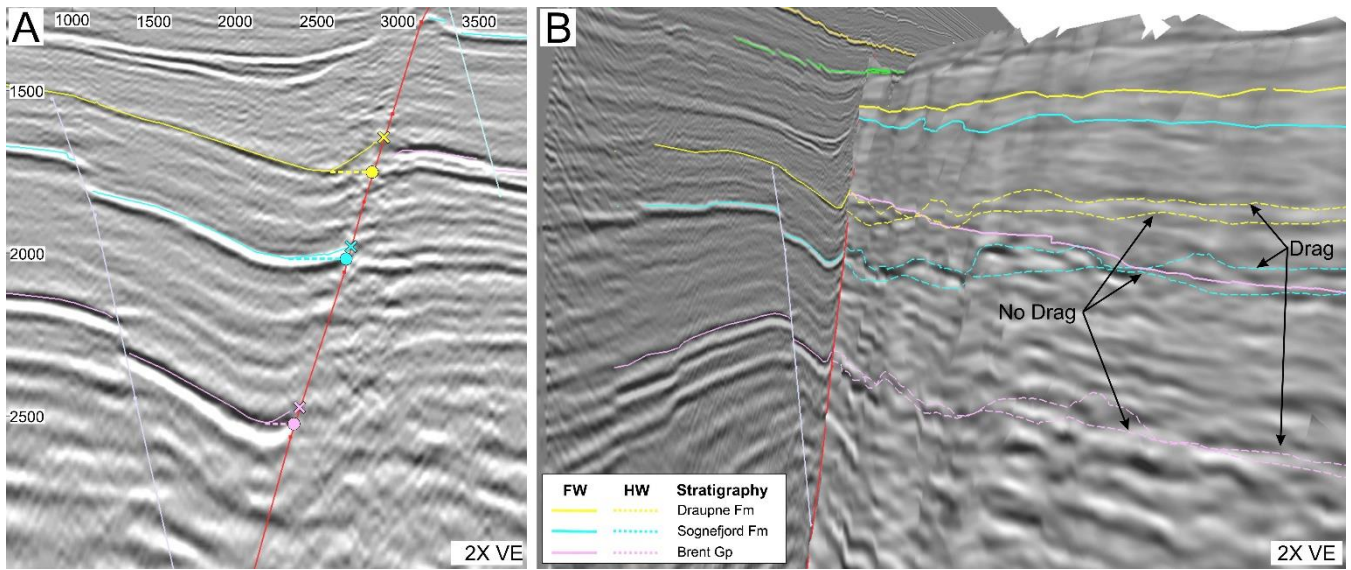 A
1000 1500 2000 2500 3000 3500
1500
2000
2500
2X VE
B
Drag
No Drag
FW HW Stratigraphy
Draupne Fm
Sognefjord Fm
Brent Gp
2X VE